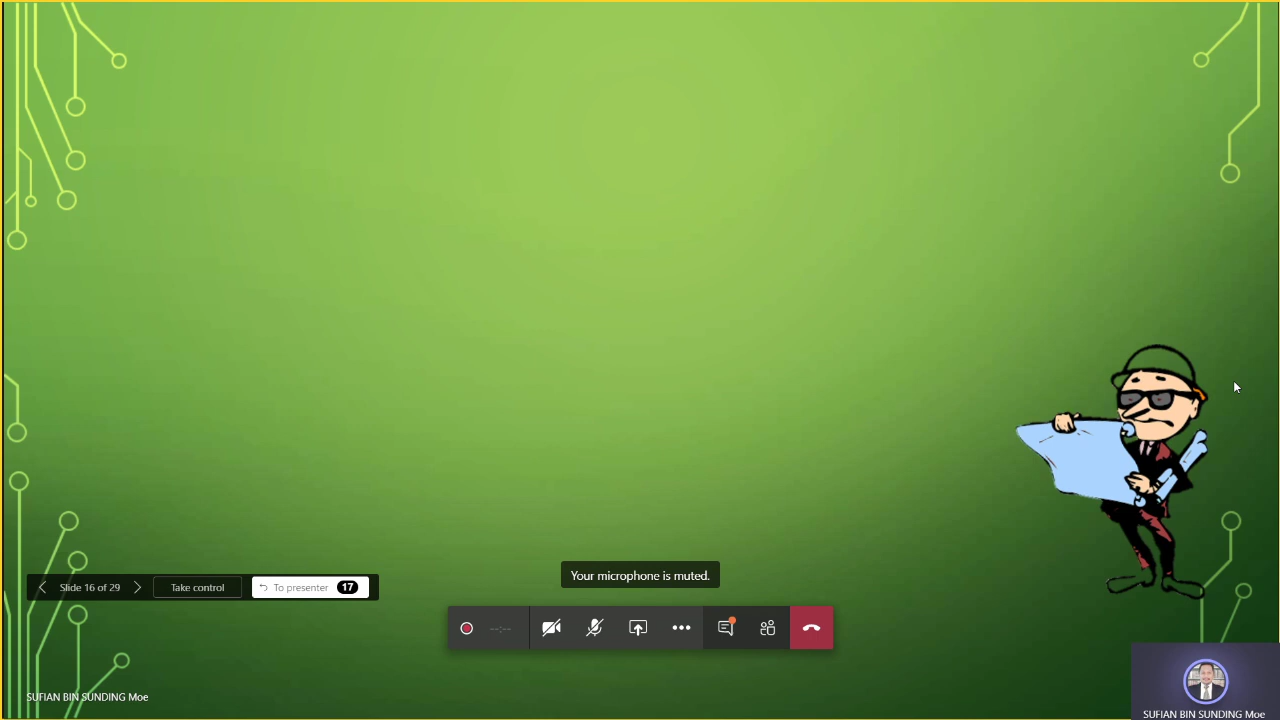 Your microphone is muted.
Slide 16 of 29 Take control To presenter 17
--:--
SUFIAN BIN SUNDING Moe
SUFIAN BIN SUNDING Moe